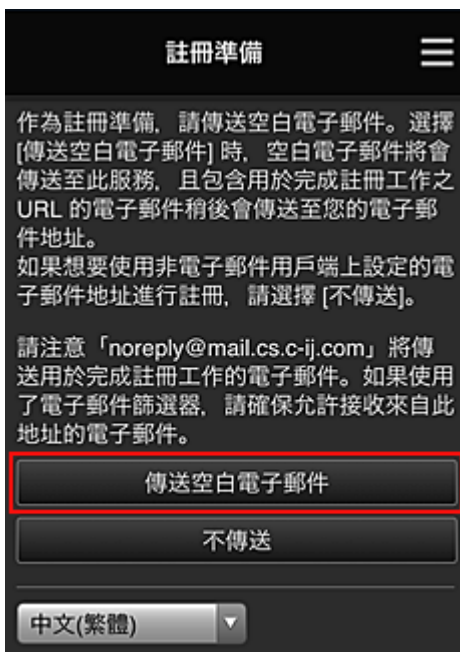 註冊準備
作為註冊準備，請傳送空白電子郵件。選擇
[傳送空白電子郵件] 時，空白電子郵件將會
傳送至此服務，且包含用於完成註冊工作之
URL 的電子郵件稍後會傳送至您的電子郵
件地址。
如果想要使用非電子郵件用戶端上設定的電
子郵件地址進行註冊，請選擇 [不傳送]。
請注意「noreply@mail.cs.c-ij.com」將傳
送用於完成註冊工作的電子郵件。如果使用
了電子郵件篩選器，請確保允許接收來自此
地址的電子郵件。
傳送空白電子郵件
不傳送
中文(繁體)